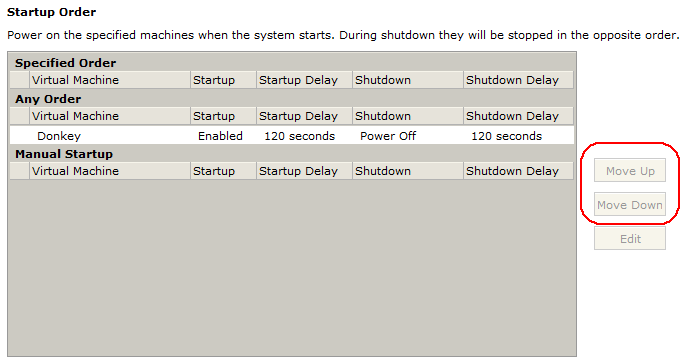 Startup Order
Power on the specified machines when the system starts. During shutdown they will be stopped in the opposite order.
Specified Order
Virtual Machine Startup Startup Delay Shutdown Shutdown Delay
Any Order
Virtual Machine Startup Startup Delay Shutdown Shutdown Delay
Donkey Enabled 120 seconds Power Off 120 seconds
Manual Startup
Virtual Machine Startup Startup Delay Shutdown Shutdown Delay
Move Up
Move Down
Edit